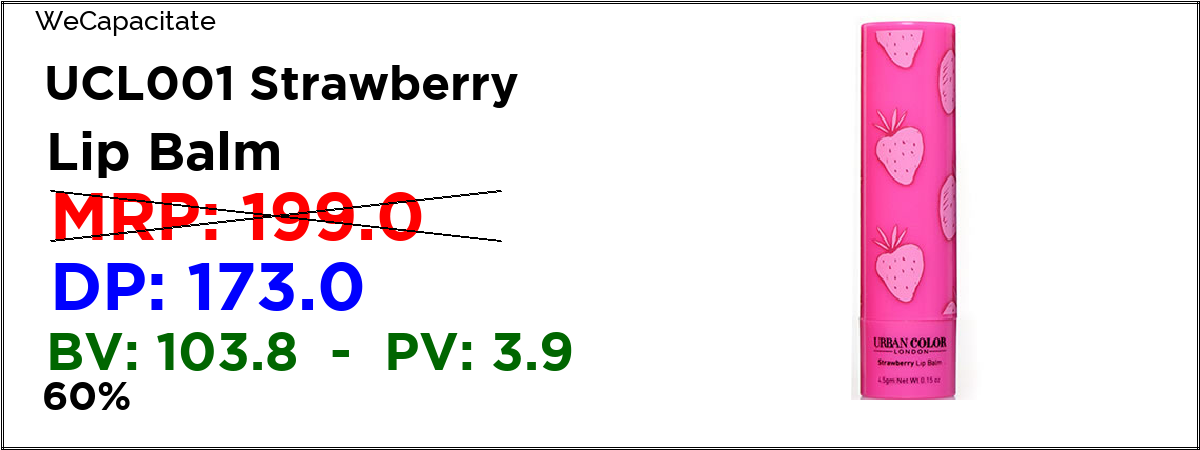 WeCapacitate
UCL001 Strawberry
Lip Balm
MRP: 199.0
DP: 173.0
BV: 103.8 - PV: 3.9
60%
URBAN COLOR
LONDON
Strawberry Lip Balm
4.5gm Net Wt. 0.15 oz